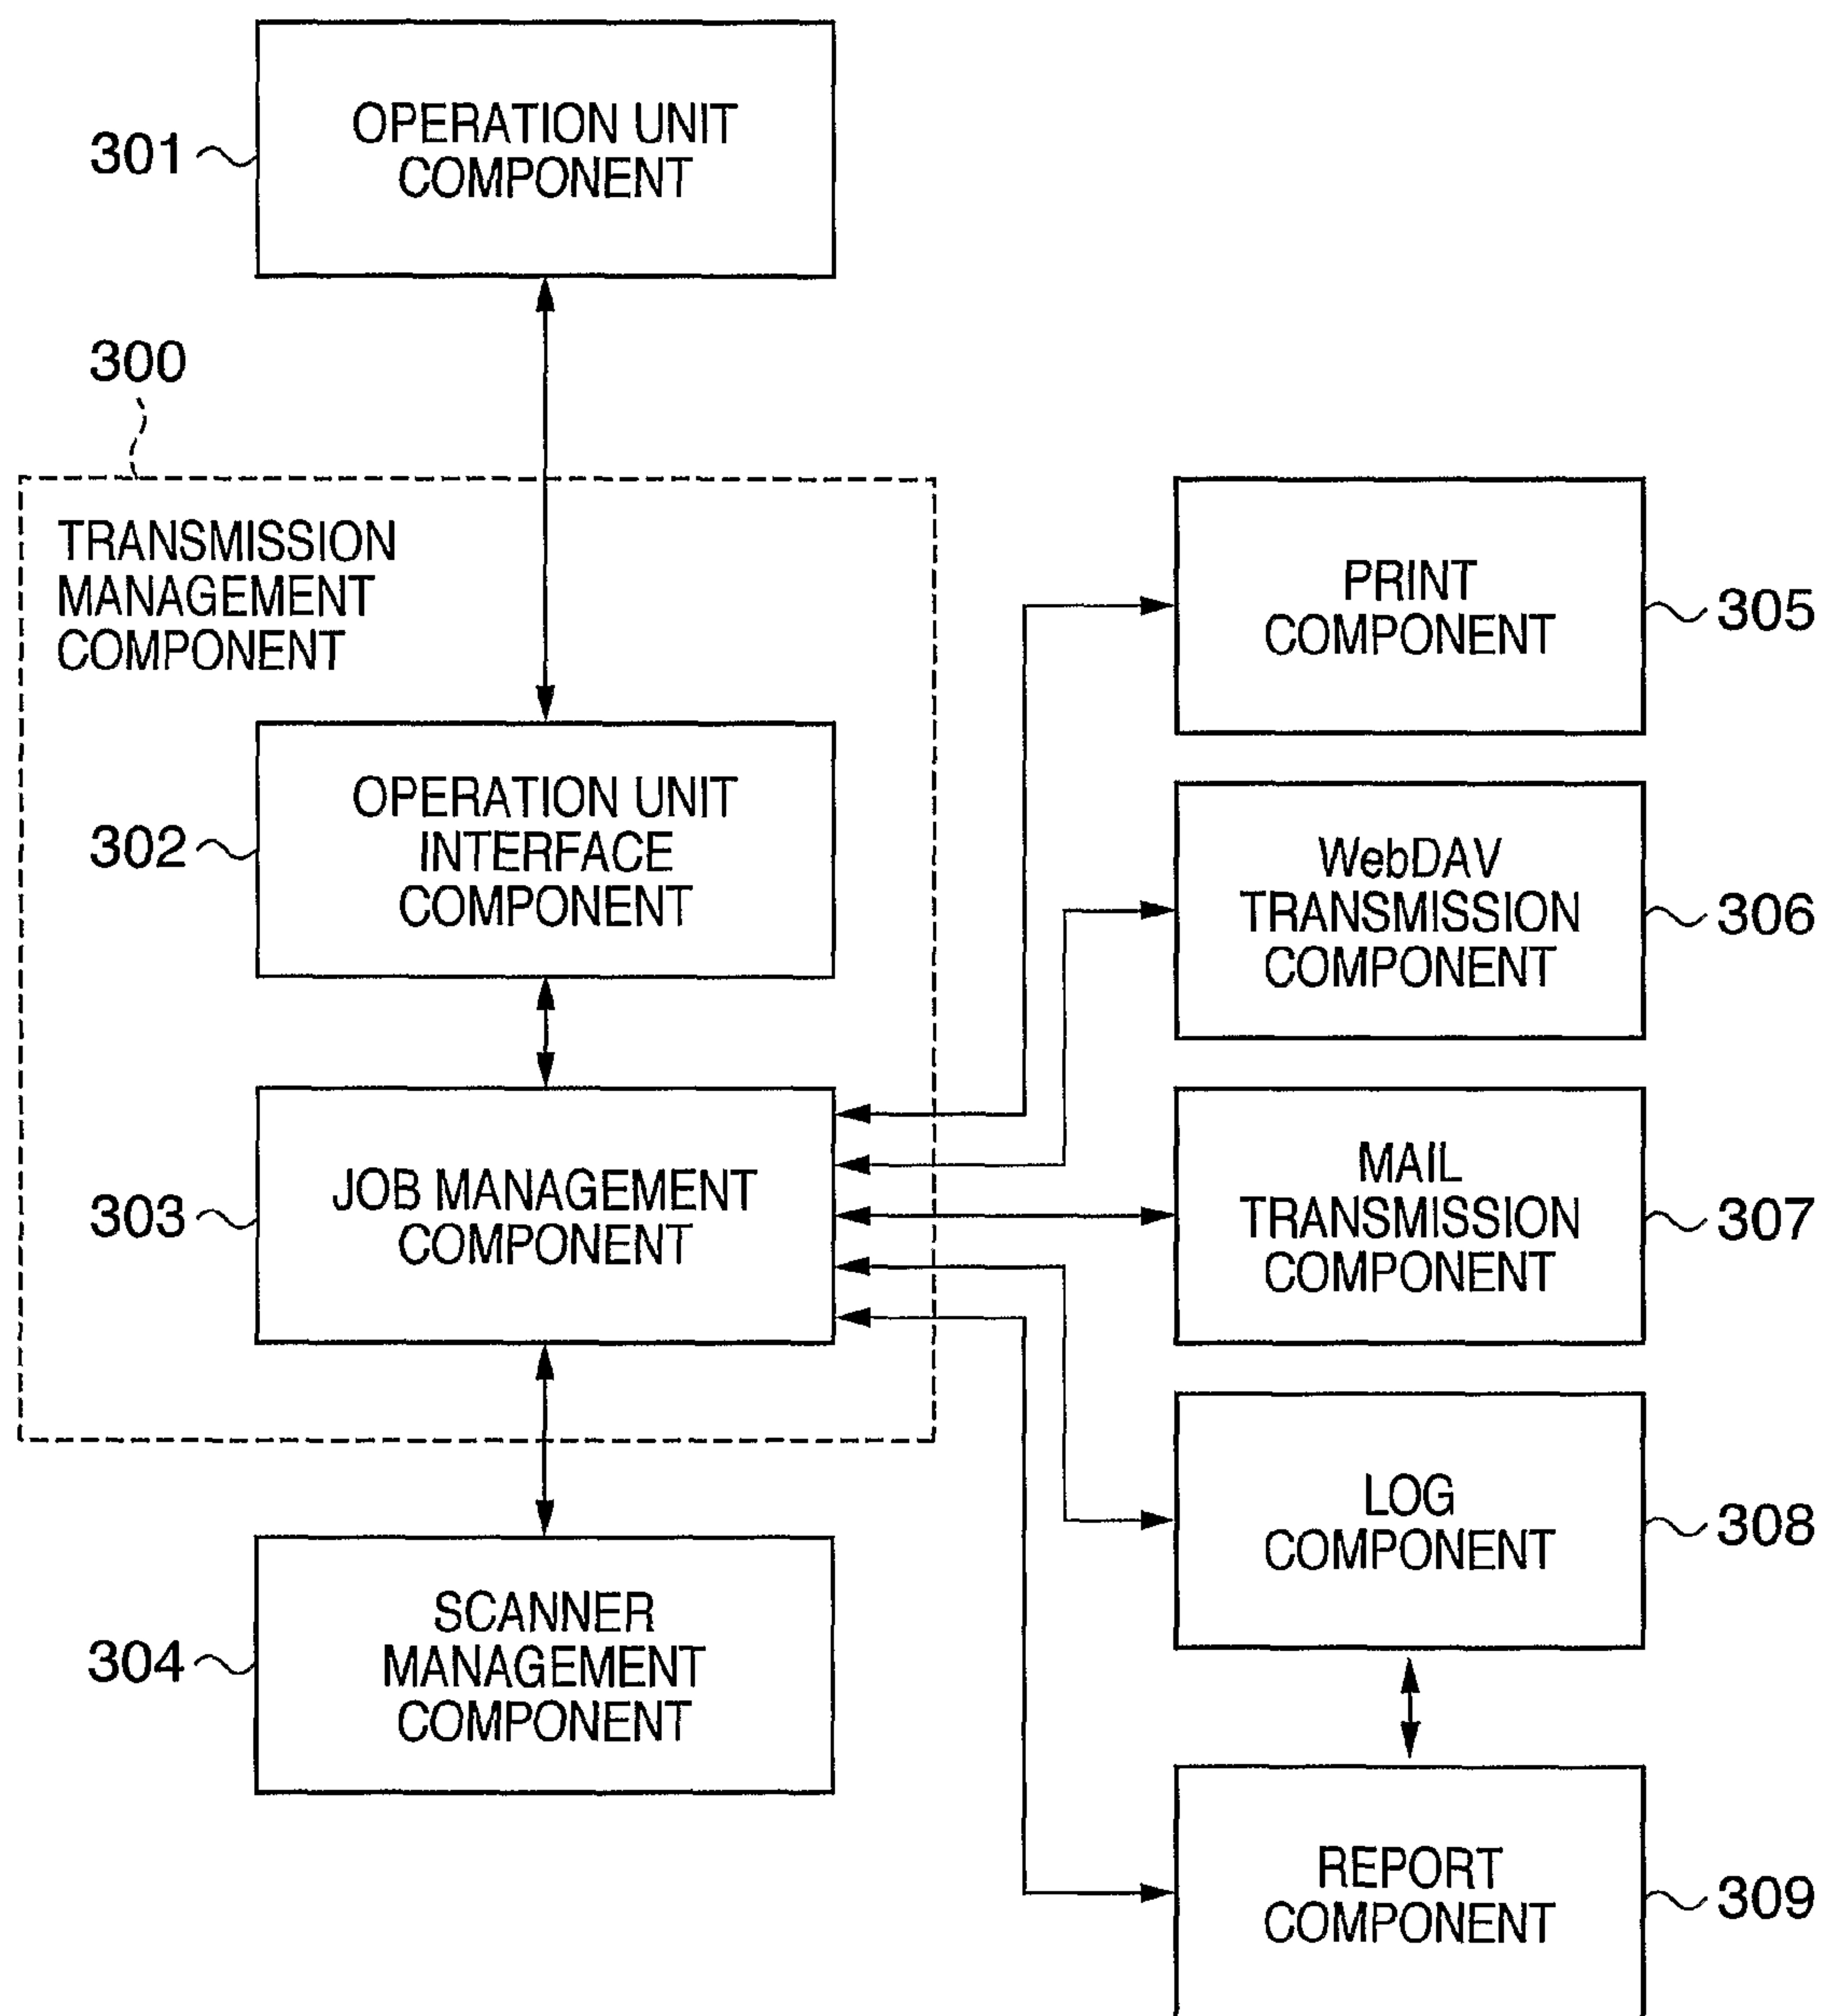 301
OPERATION UNIT
COMPONENT
300
TRANSMISSION
MANAGEMENT
COMPONENT
302
OPERATION UNIT
INTERFACE
COMPONENT
303
JOB MANAGEMENT
COMPONENT
304
SCANNER
MANAGEMENT
COMPONENT
PRINT
COMPONENT
305
WebDAV
TRANSMISSION
COMPONENT
306
MAIL
TRANSMISSION
COMPONENT
307
LOG
COMPONENT
308
REPORT
COMPONENT
309